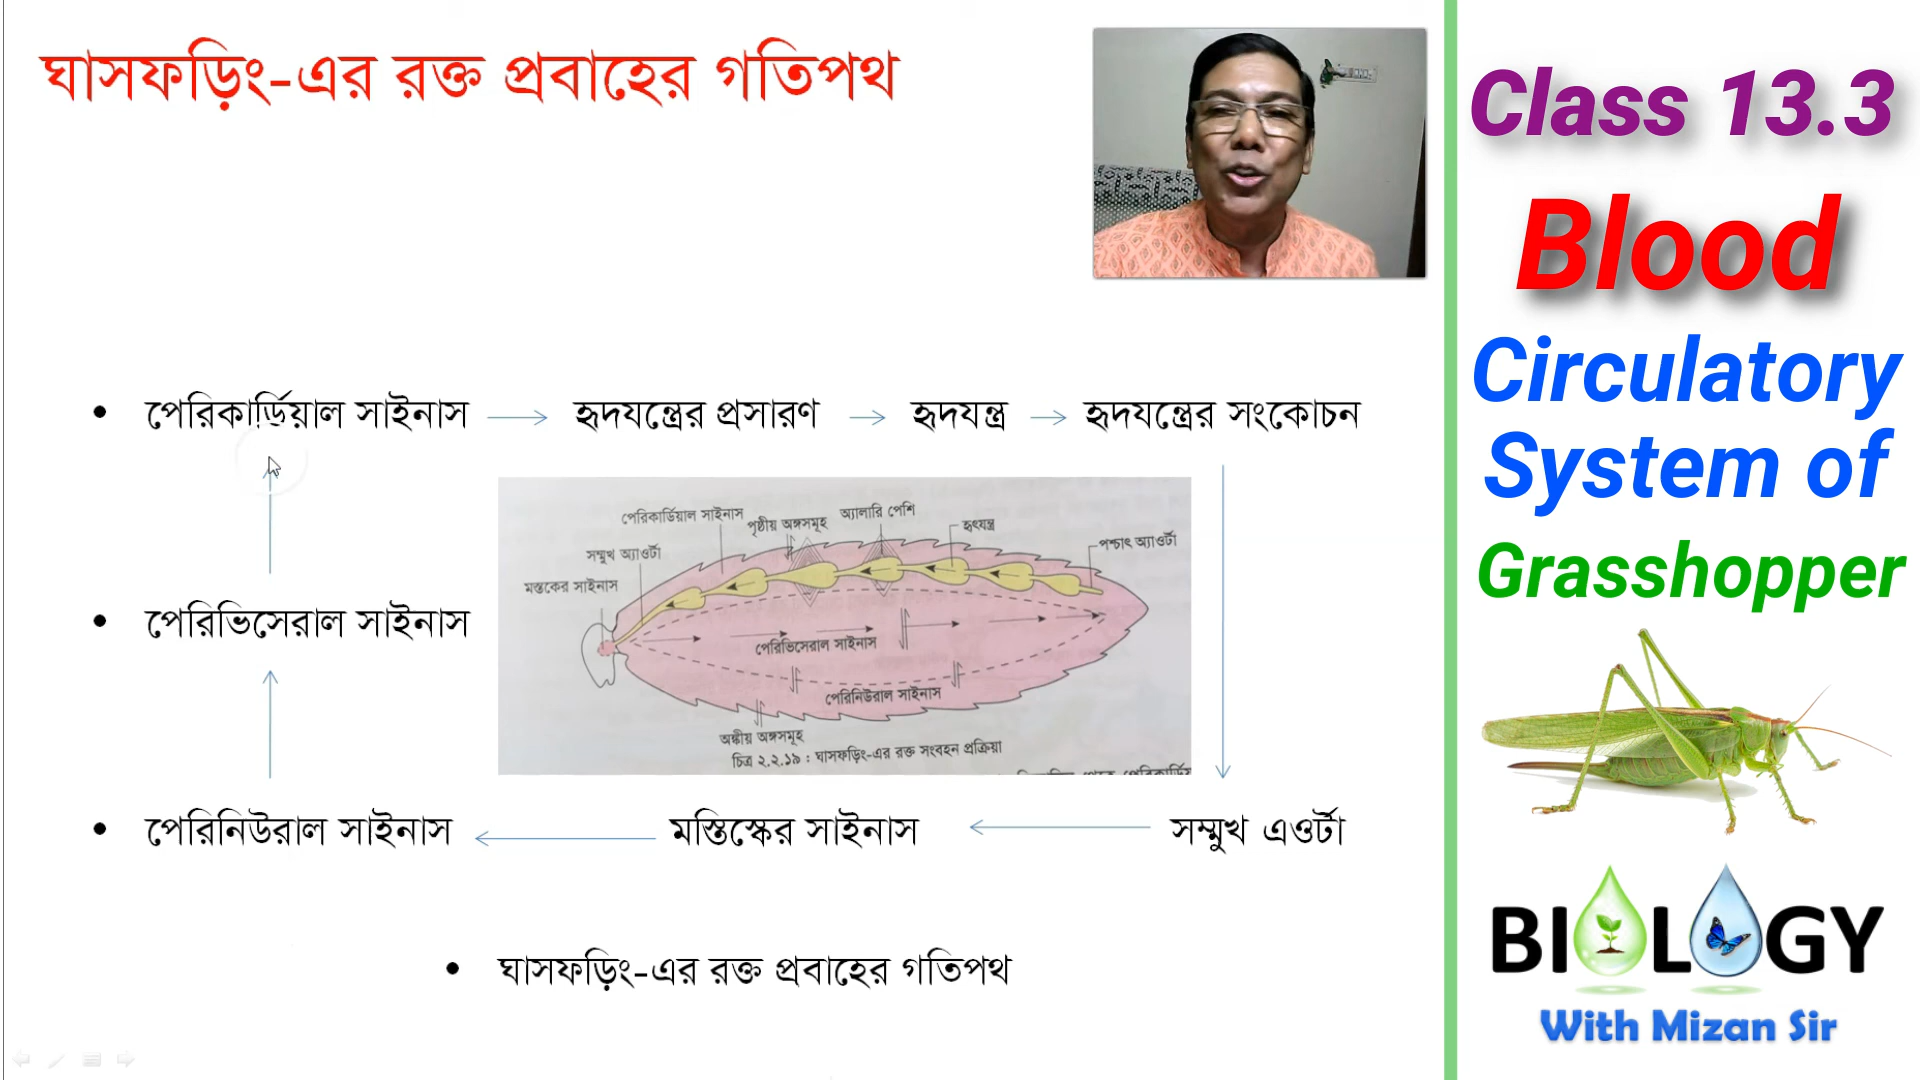 ঘাসফড়িং-এর রক্ত প্রবাহের গতিপথ
• পেরিকার্ডিয়াল সাইনাস → হৃদযন্ত্রের প্রসারণ → হৃদযন্ত্র → হৃদযন্ত্রের সংকোচন
পেরিকার্ডিয়াল সাইনাস
পৃষ্ঠীয় অঙ্গসমূহ
অ্যালারি পেশি
হৃৎযন্ত্র
পশ্চাৎ অ্যাওর্টা
সম্মুখ অ্যাওর্টা
মস্তকের সাইনাস
পেরিভিসেরাল সাইনাস
পেরিনিউরাল সাইনাস
অঙ্কীয় অঙ্গসমূহ
চিত্র ২.২.১৯ : ঘাসফড়িং-এর রক্ত সংবহন প্রক্রিয়া
• পেরিভিসেরাল সাইনাস
• পেরিনিউরাল সাইনাস ← মস্তিস্কের সাইনাস ← সম্মুখ এওর্টা
• ঘাসফড়িং-এর রক্ত প্রবাহের গতিপথ
Class 13.3
Blood
Circulatory
System of
Grasshopper
BIOLOGY
With Mizan Sir